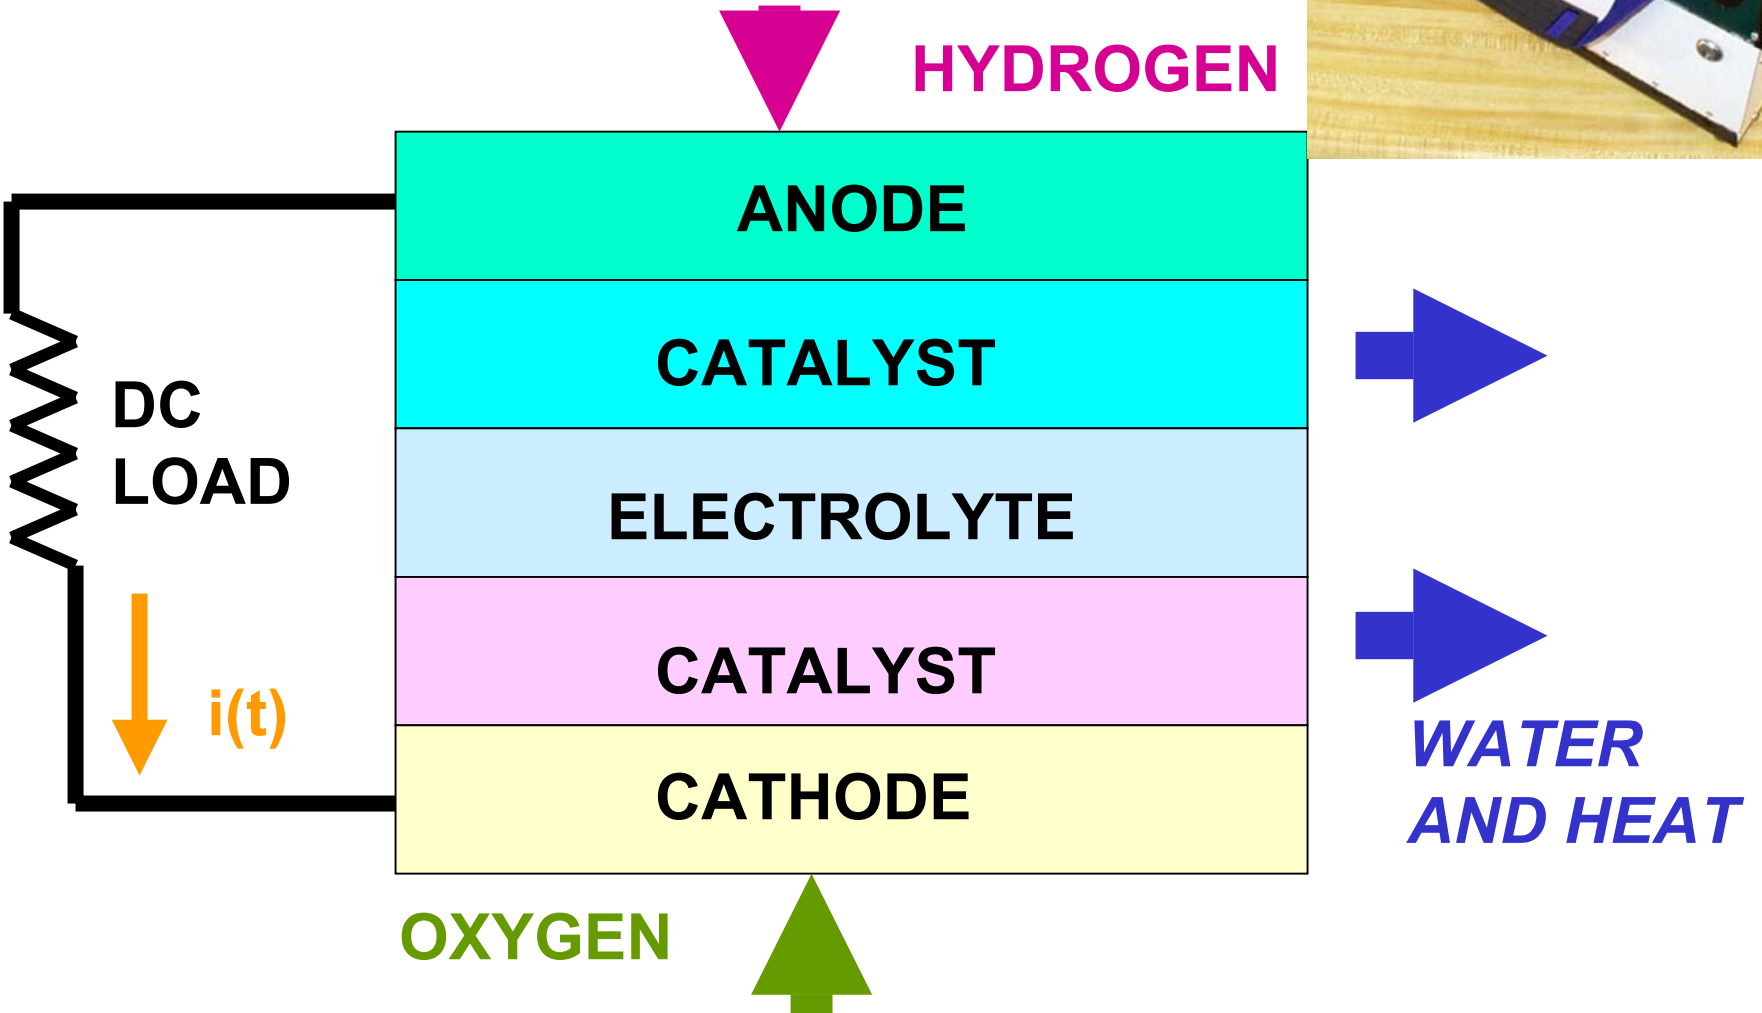 HYDROGEN
ANODE
CATALYST
DC
LOAD
ELECTROLYTE
CATALYST
i(t)
WATER
AND HEAT
CATHODE
OXYGEN